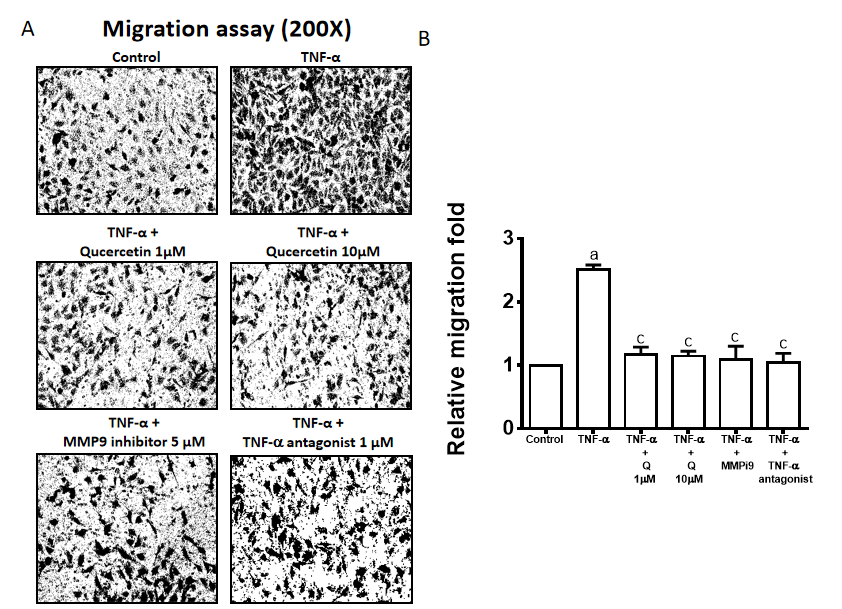 A
Migration assay (200X)
Control
TNF-α
TNF-α +
Qucercetin 1µM
TNF-α +
Qucercetin 10µM
TNF-α +
MMP9 inhibitor 5 µM
TNF-α +
TNF-α antagonist 1 µM
B
Relative migration fold
3
2
1
0
a
c
c
c
c
Control
TNF-α
TNF-α
+
Q
1µM
TNF-α
+
Q
10µM
TNF-α
+
MMPi9
TNF-α
+
TNF-α
antagonist